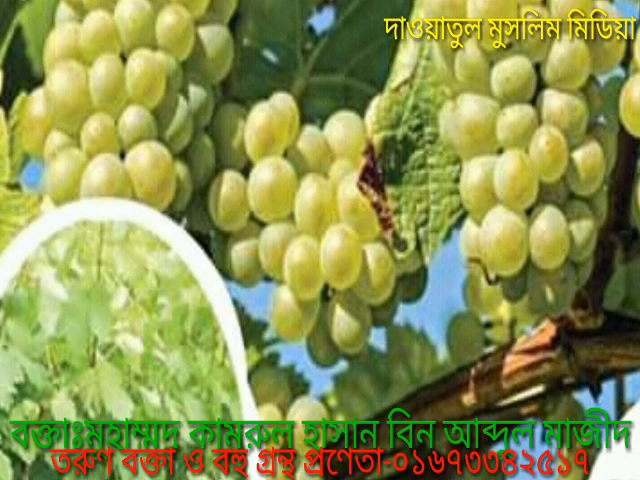 দাওয়াতুল মুসলিম মিডিয়া
বক্তাঃমহাম্মদ কামরুল হাসান বিন আব্দুল মাজীদ
তরুণ বক্তা ও বহু গ্রন্থ প্রণেতা-০১৬৭৩৩৪২৫১৭